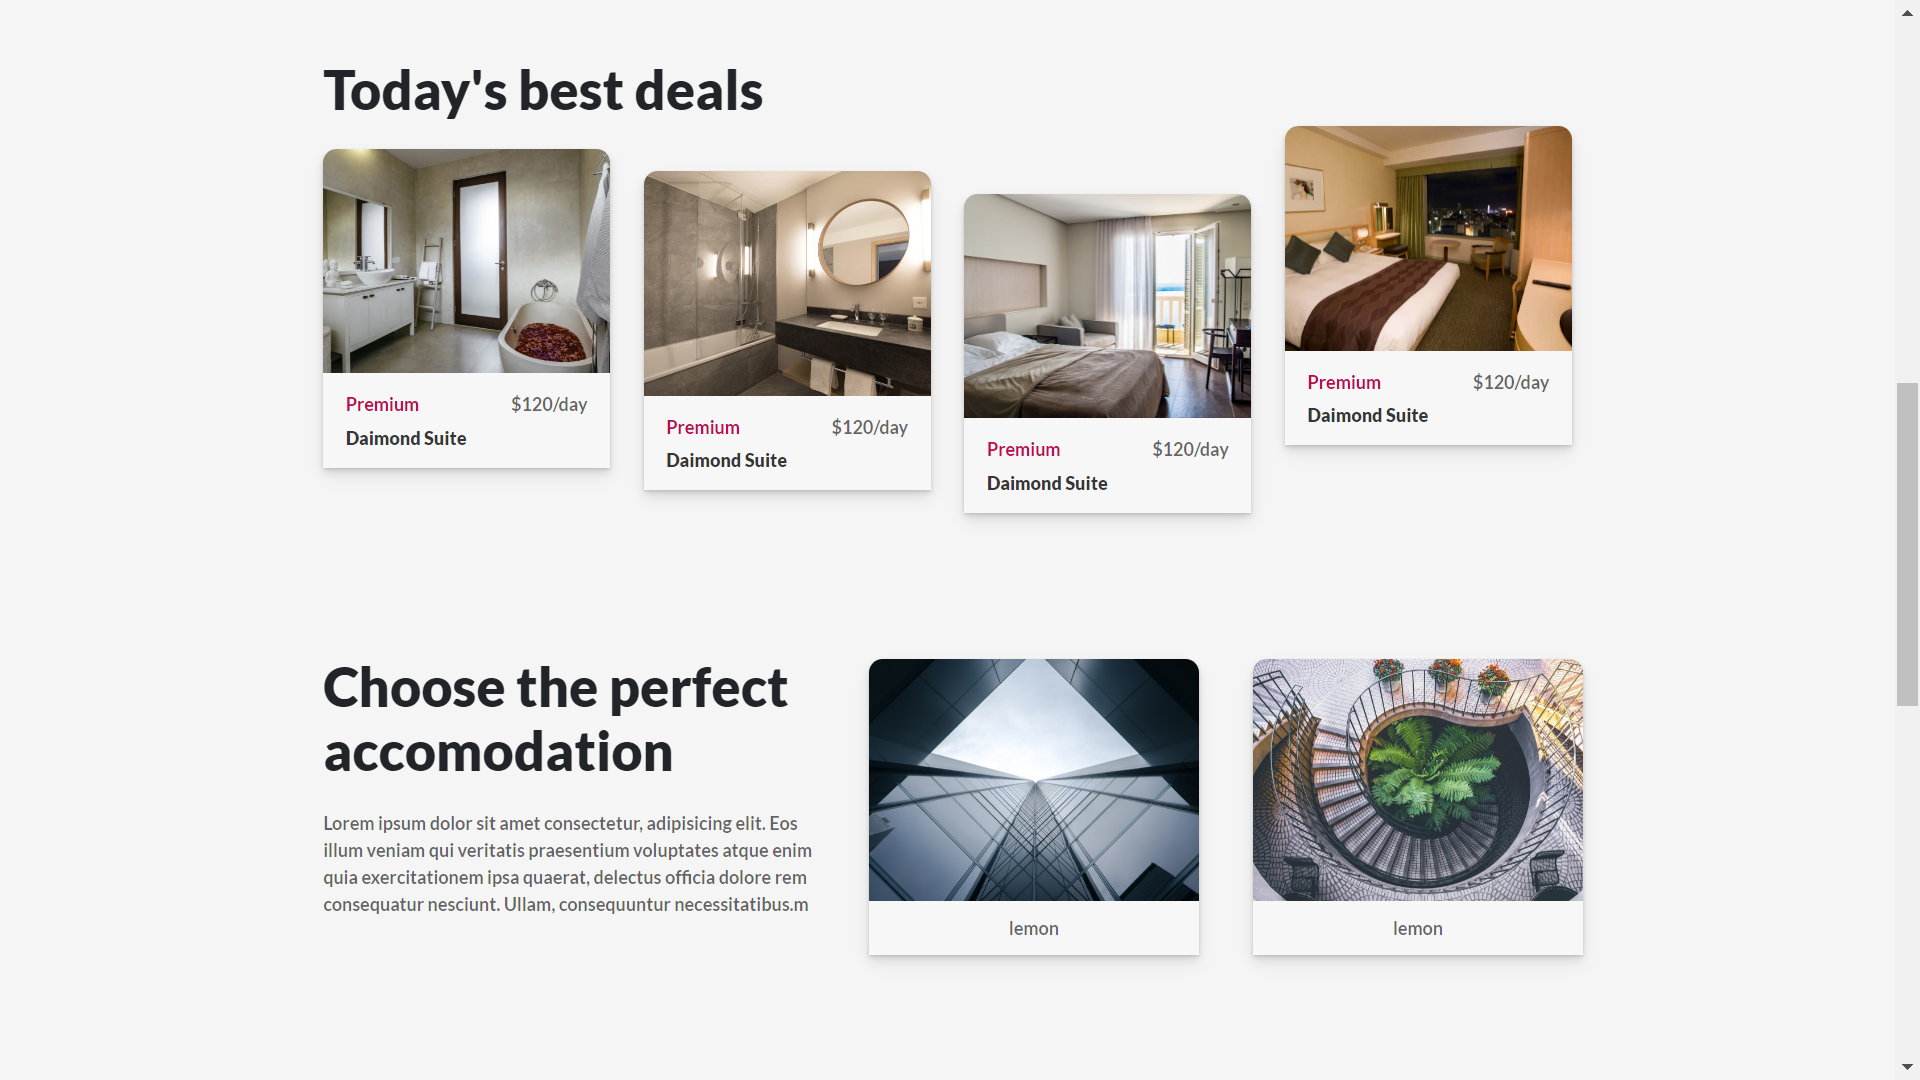 Today's best deals
Premium $120/day
Daimond Suite
Premium $120/day
Daimond Suite
Premium $120/day
Daimond Suite
Premium $120/day
Daimond Suite
Choose the perfect
accomodation
Lorem ipsum dolor sit amet consectetur, adipisicing elit. Eos
illum veniam qui veritatis praesentium voluptates atque enim
quia exercitationem ipsa quaerat, delectus officia dolore rem
consequatur nesciunt. Ullam, consequuntur necessitatibus.m
lemon
lemon